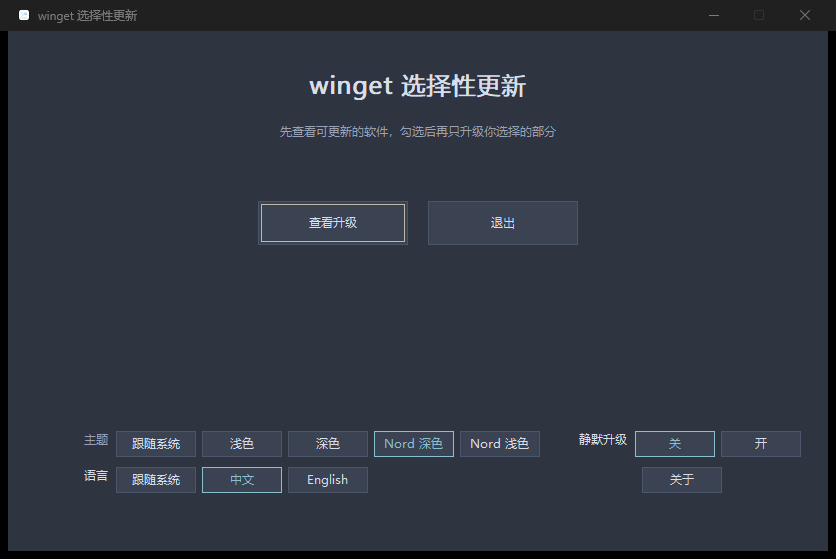 winget 选择性更新
winget 选择性更新
先查看可更新的软件，勾选后再只升级你选择的部分
查看升级 退出
主题 跟随系统 浅色 深色 Nord 深色 Nord 浅色 静默升级 关 开
语言 跟随系统 中文 English 关于